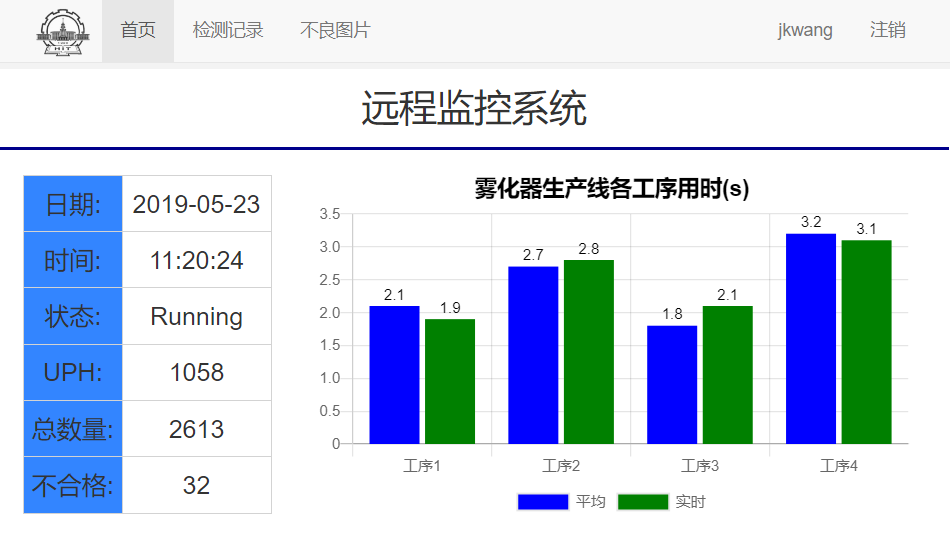 HIT
首页 检测记录 不良图片 jkwang 注销
远程监控系统
日期: 2019-05-23
时间: 11:20:24
状态: Running
UPH: 1058
总数量: 2613
不合格: 32
雾化器生产线各工序用时(s)
3.5
3.0
2.5
2.0
1.5
1.0
0.5
0
2.1 1.9 2.7 2.8 1.8 2.1 3.2 3.1
工序1 工序2 工序3 工序4
平均 实时